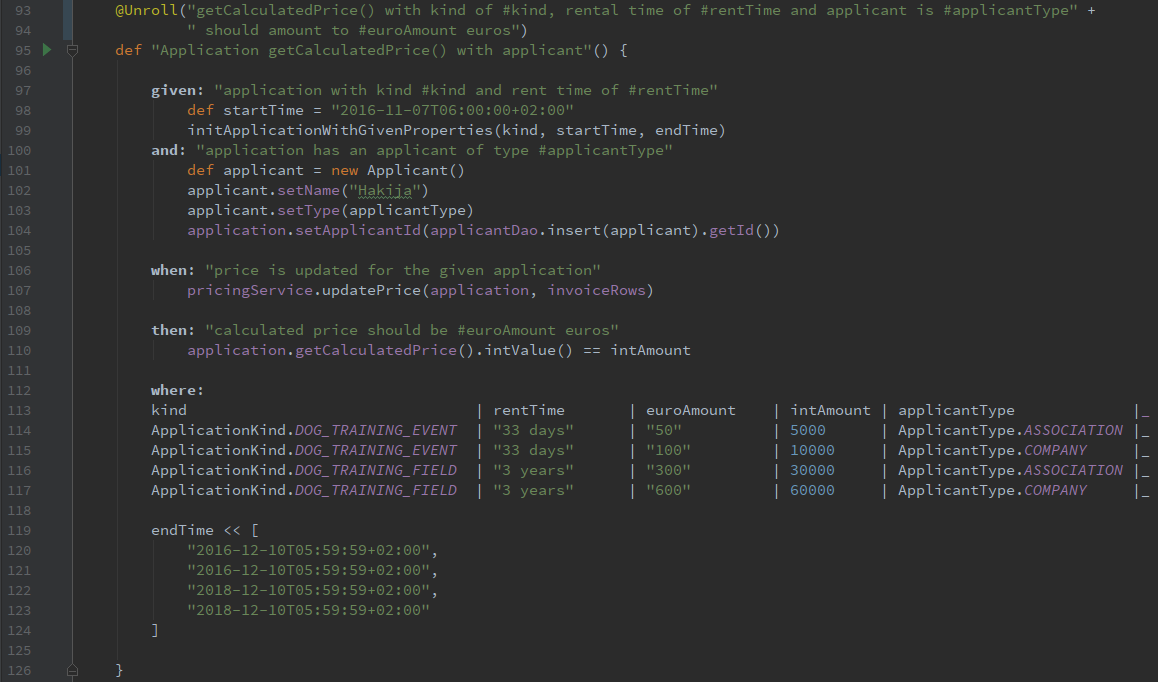 93 @Unroll("getCalculatedPrice() with kind of #kind, rental time of #rentTime and applicant is #applicantType" +
94 " should amount to #euroAmount euros")
95 def "Application getCalculatedPrice() with applicant"() {
96
97 given: "application with kind #kind and rent time of #rentTime"
98 def startTime = "2016-11-07T06:00:00+02:00"
99 initApplicationWithGivenProperties(kind, startTime, endTime)
100 and: "application has an applicant of type #applicantType"
101 def applicant = new Applicant()
102 applicant.setName("Hakija")
103 applicant.setType(applicantType)
104 application.setApplicantId(applicantDao.insert(applicant).getId())
105
106 when: "price is updated for the given application"
107 pricingService.updatePrice(application, invoiceRows)
108
109 then: "calculated price should be #euroAmount euros"
110 application.getCalculatedPrice().intValue() == intAmount
111
112 where:
113 kind | rentTime | euroAmount | intAmount | applicantType |_
114 ApplicationKind.DOG_TRAINING_EVENT | "33 days" | "50" | 5000 | ApplicantType.ASSOCIATION |_
115 ApplicationKind.DOG_TRAINING_EVENT | "33 days" | "100" | 10000 | ApplicantType.COMPANY |_
116 ApplicationKind.DOG_TRAINING_FIELD | "3 years" | "300" | 30000 | ApplicantType.ASSOCIATION |_
117 ApplicationKind.DOG_TRAINING_FIELD | "3 years" | "600" | 60000 | ApplicantType.COMPANY |_
118
119 endTime << [
120 "2016-12-10T05:59:59+02:00",
121 "2016-12-10T05:59:59+02:00",
122 "2018-12-10T05:59:59+02:00",
123 "2018-12-10T05:59:59+02:00"
124 ]
125
126 }